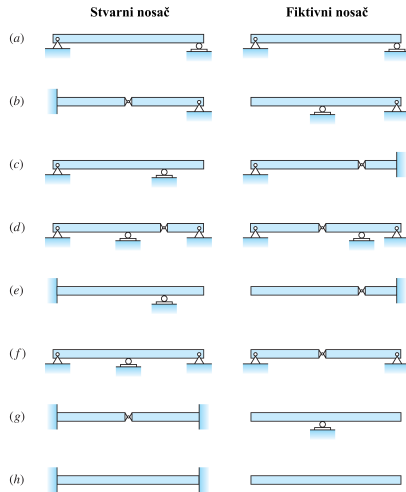 Stvarni nosač Fiktivni nosač
(a)
(b)
(c)
(d)
(e)
(f)
(g)
(h)